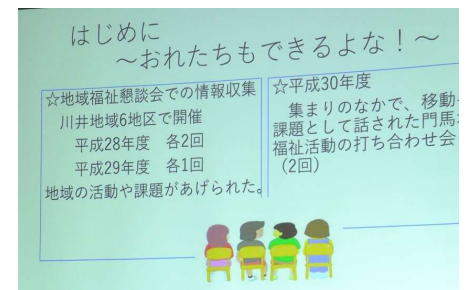 はじめに
～おれたちもできるよな！～
☆地域福祉懇談会での情報収集
川井地域6地区で開催
平成28年度　各2回
平成29年度　各1回
地域の活動や課題があげられた。
☆平成30年度
集まりのなかで、移動
課題として話された門馬
福祉活動の打ち合わせ会
（2回）